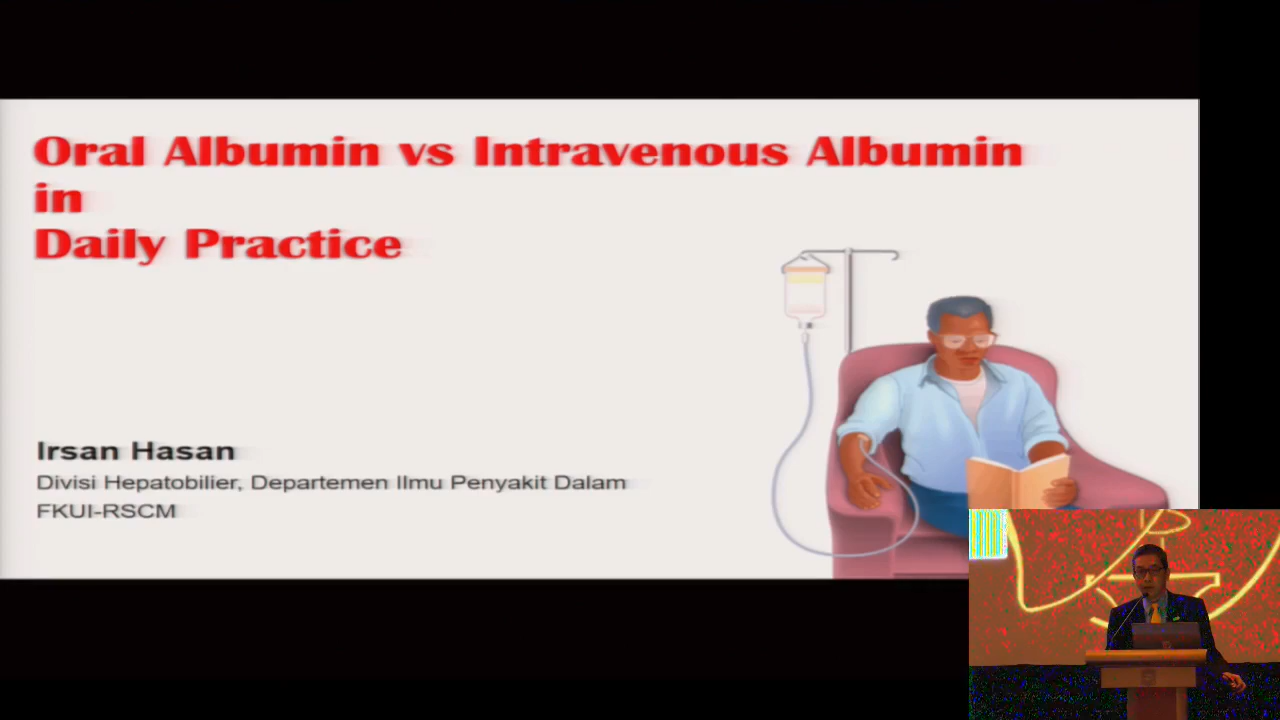 Oral Albumin vs Intravenous Albumin
in
Daily Practice
Irsan Hasan
Divisi Hepatobilier, Departemen Ilmu Penyakit Dalam
FKUI-RSCM